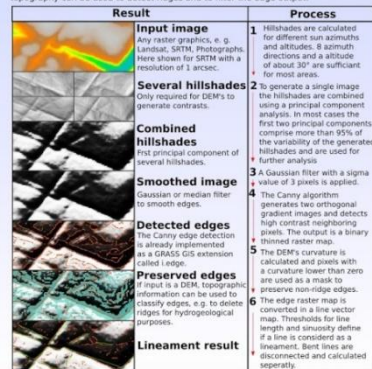 Result
Process
Input image
Any raster graphics, e. g.
Landsat, SRTM, Photographs.
Here shown for SRTM with a
resolution of 1 arcsec.
Several hillshades
Only required for DEM's to
generate contrasts.
Combined
hillshades
Frst principal component of
several hillshades.
Smoothed image
Gaussian or median filter
to smooth edges.
Detected edges
The Canny edge detection
is already implemented
as a GRASS GIS extension
called i.edge.
Preserved edges
If input is a DEM, topographic
information can be used to
classify edges, e.g. to delete
ridges for hydrogeological
purposes.
Lineament result
1 Hillshades are calculated
for different sun azimuths
and altitudes. 8 azimuth
directions and a altitude
of about 30° are suffcient
for most areas.
2 To generate a single image
the hillshades are combined
using a principal component
analysis. In most cases the
first two principal components
comprise more than 95% of
the variability of the generated
hillshades and are used for
further analysis
3 A Gaussian filter with a sigma
value of 3 pixels is applied.
4 The Canny algorithm
generates two orthogonal
gradient images and detects
high contrast neighboring
pixels. The output is a binary
thinned raster map.
5 The DEM's curvature is
calculated and pixels with
a curvature lower than zero
are used as a mask to
preserve non-ridge edges.
6 The edge raster map is
converted in a line vector
map. Thresholds for line
length and sinuosity define
if a line is considerd as a
lineament. Bent lines are
disconnected and calculated
seperatly.